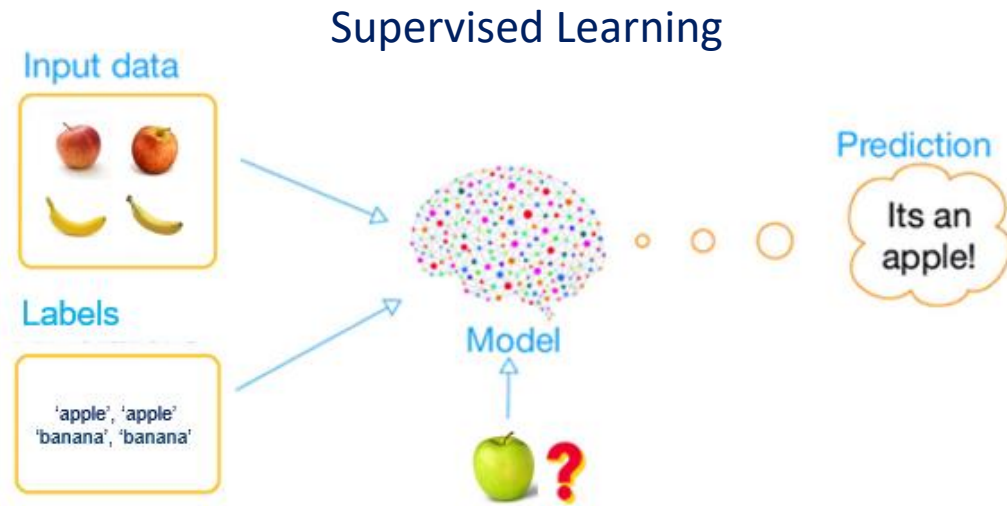 Supervised Learning
Input data
Prediction
Its an
apple!
Labels
Model
‘apple’, ‘apple’
‘banana’, ‘banana’
?